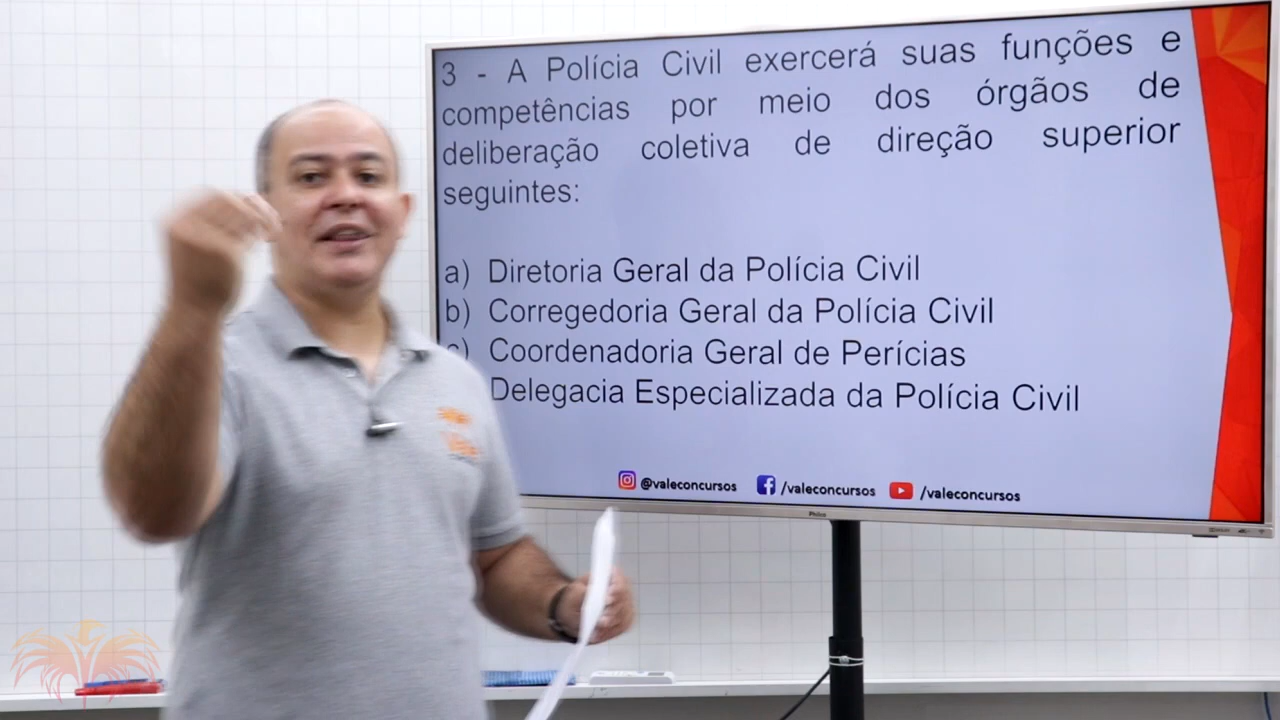 3 - A Polícia Civil exercerá suas funções e
competências por meio dos órgãos de
deliberação coletiva de direção superior
seguintes:
a) Diretoria Geral da Polícia Civil
b) Corregedoria Geral da Polícia Civil
c) Coordenadoria Geral de Perícias
Delegacia Especializada da Polícia Civil
@valeconcursos /valeconcursos /valeconcursos
Philco